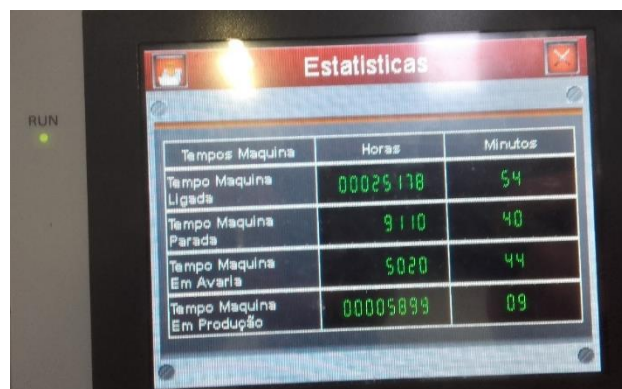 Estatisticas
RUN
Tempos Maquina Horas Minutos
Tempo Maquina
Ligada
00025178 54
Tempo Maquina
Parada
9110 40
Tempo Maquina
Em Avaria
5020 44
Tempo Maquina
Em Produção
00005899 09